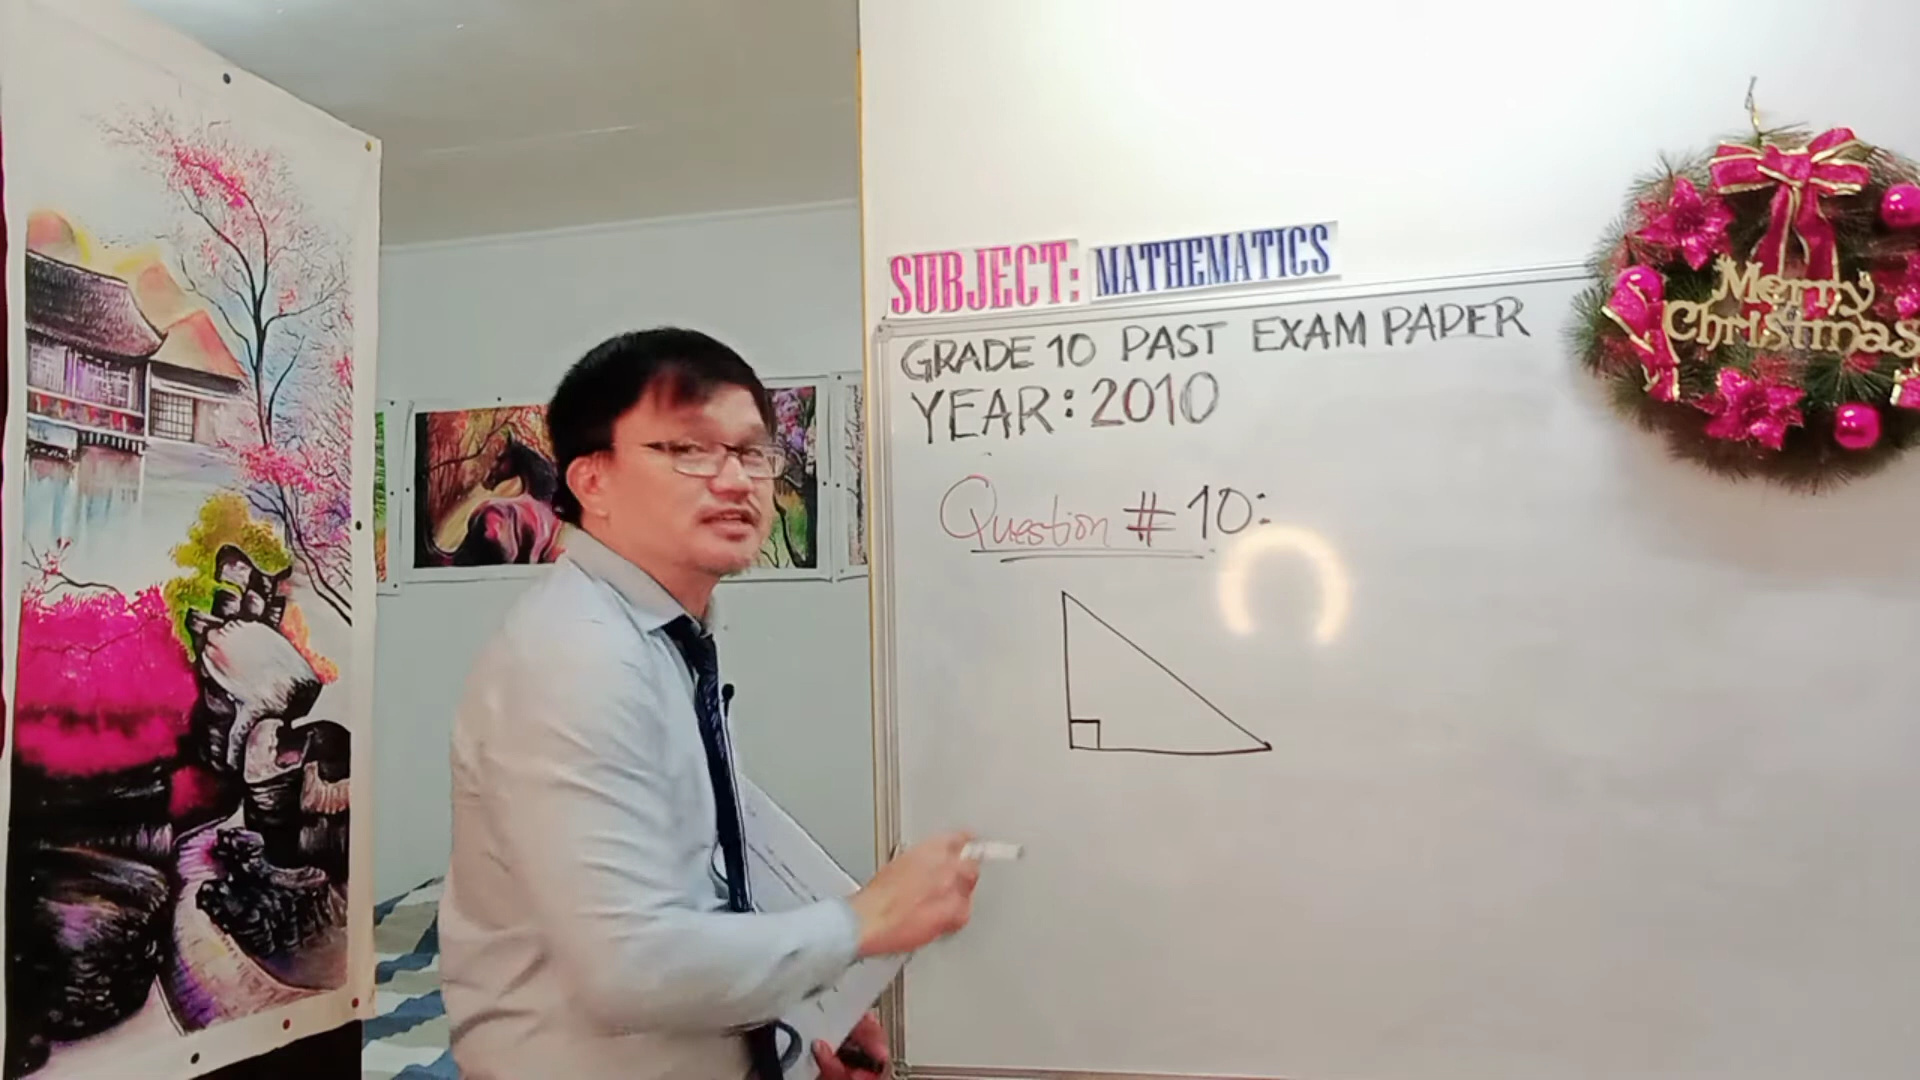 SUBJECT: MATHEMATICS
GRADE 10 PAST EXAM PAPER
YEAR: 2010
Question # 10:
Merry
Christmas